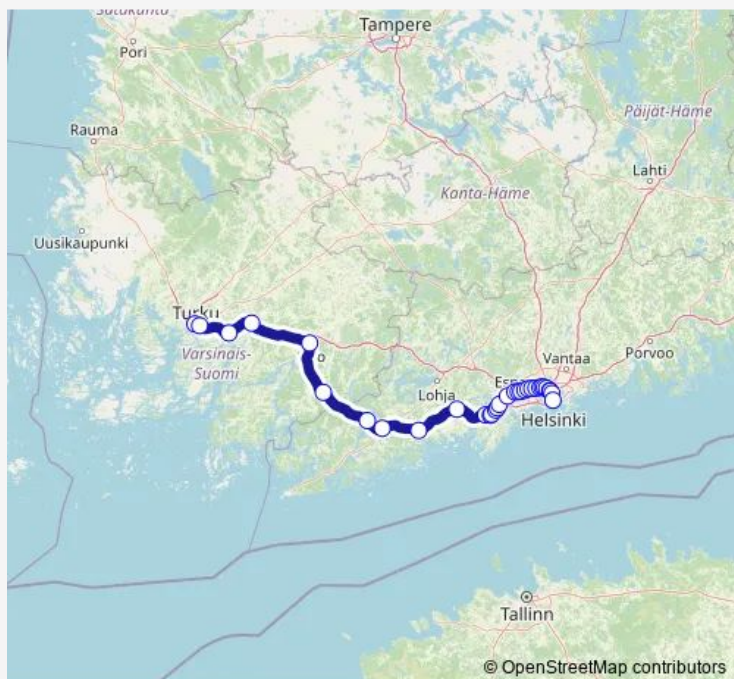 Satakunta
Tampere
Pori
Päijät-Häme
Rauma
Lahti
Kanta-Häme
Uusikaupunki
Turku
Vantaa
Porvoo
Varsinais-
Suomi
Lohja
Helsinki
Tallinn
© OpenStreetMap contributors